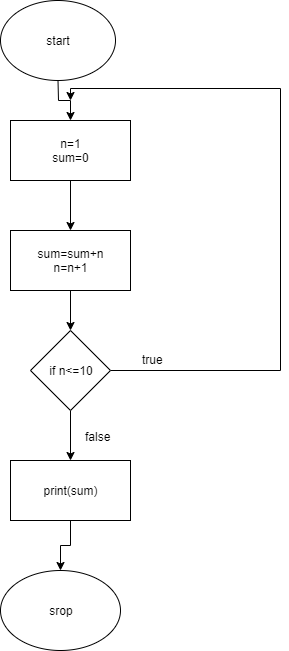 start
n=1
sum=0
sum=sum+n
n=n+1
if n<=10
true
false
print(sum)
srop